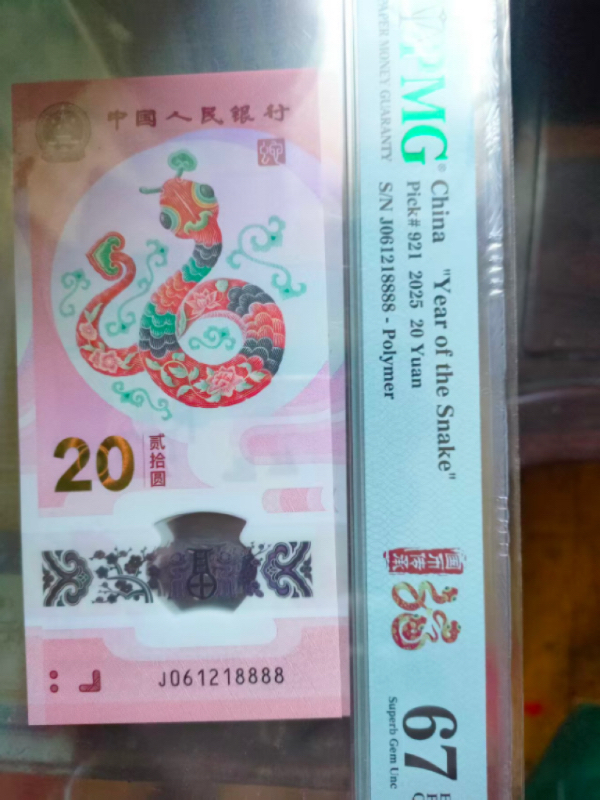 中国人民银行
20
贰拾圆
J061218888
PMG®
PAPER MONEY GUARANTY
China "Year of the Snake"
Pick# 921 2025 20 Yuan
S/N J061218888 - Polymer
67
Superb Gem Unc